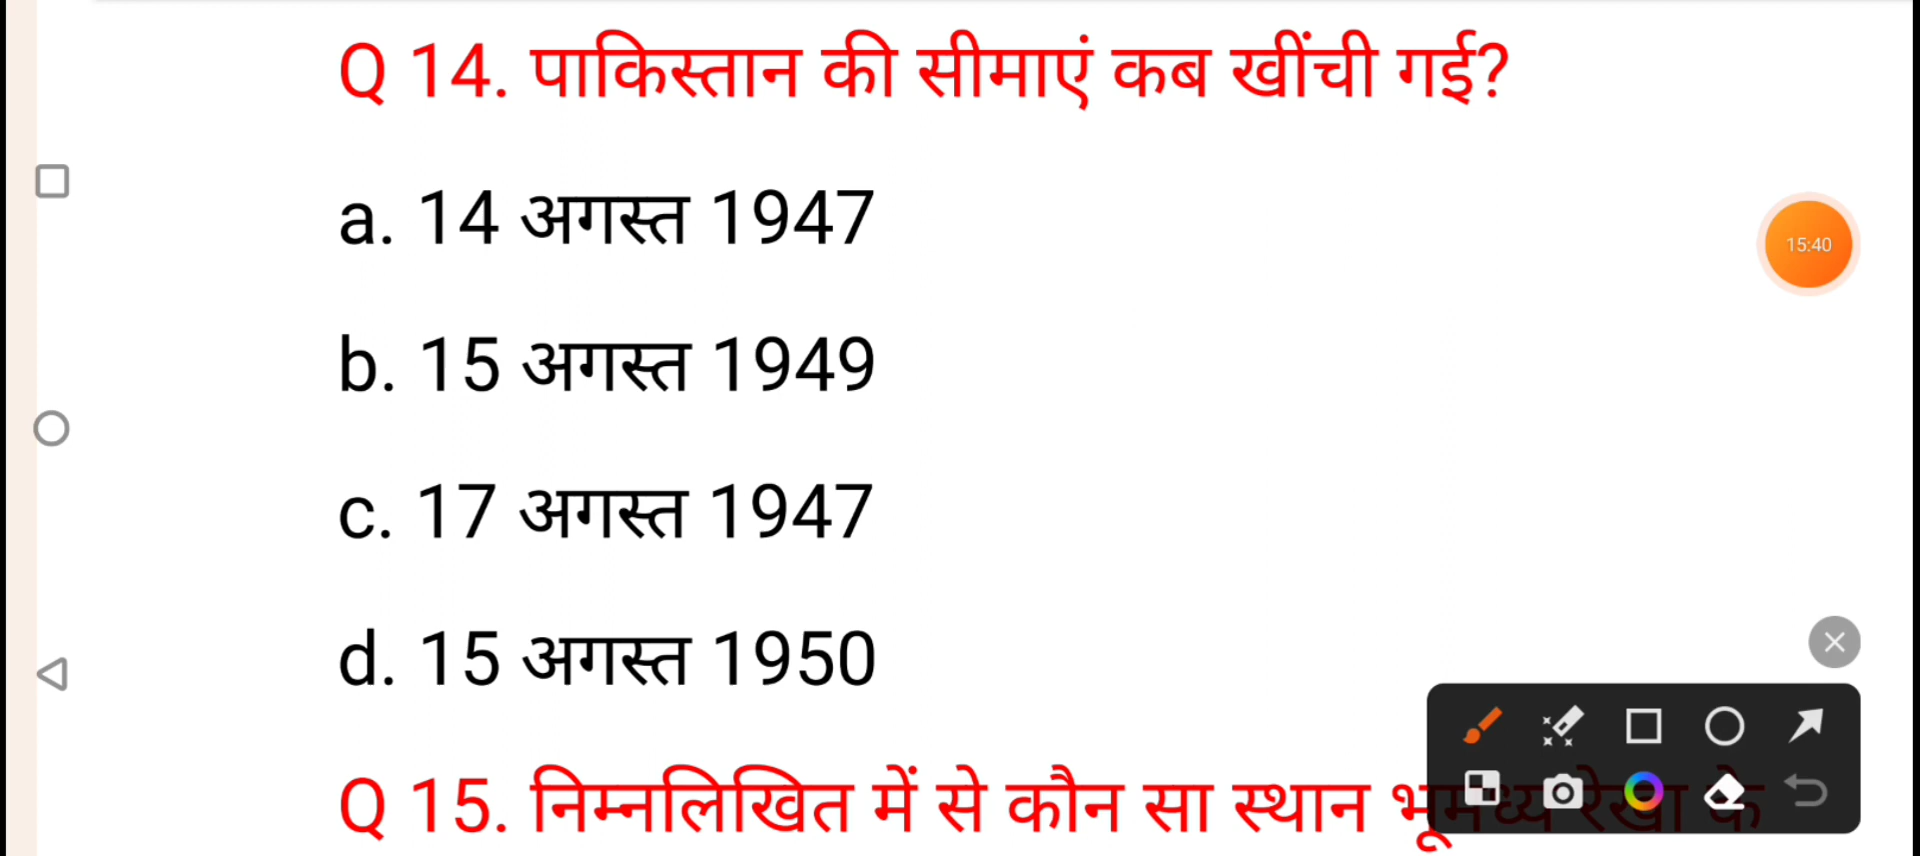 Q 14. पाकिस्तान की सीमाएं कब खींची गई?
a. 14 अगस्त 1947
15:40
b. 15 अगस्त 1949
c. 17 अगस्त 1947
d. 15 अगस्त 1950
Q 15. निम्नलिखित में से कौन सा स्थान भूमध्य रेखा के